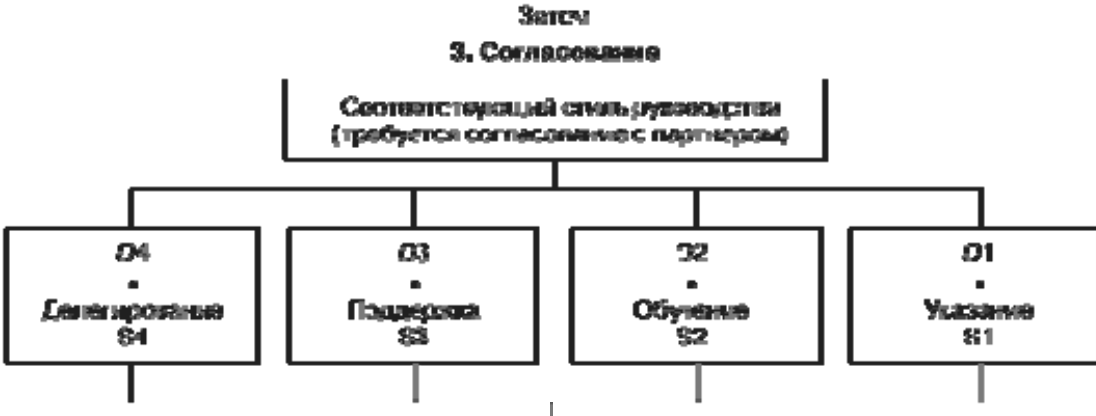 Затем
3. Согласование
Соответствующий стиль руководства
(требуется согласование с партнером)
D4
-
Делегирование
S4
D3
-
Поддержка
S3
D2
-
Обучение
S2
D1
-
Указание
S1